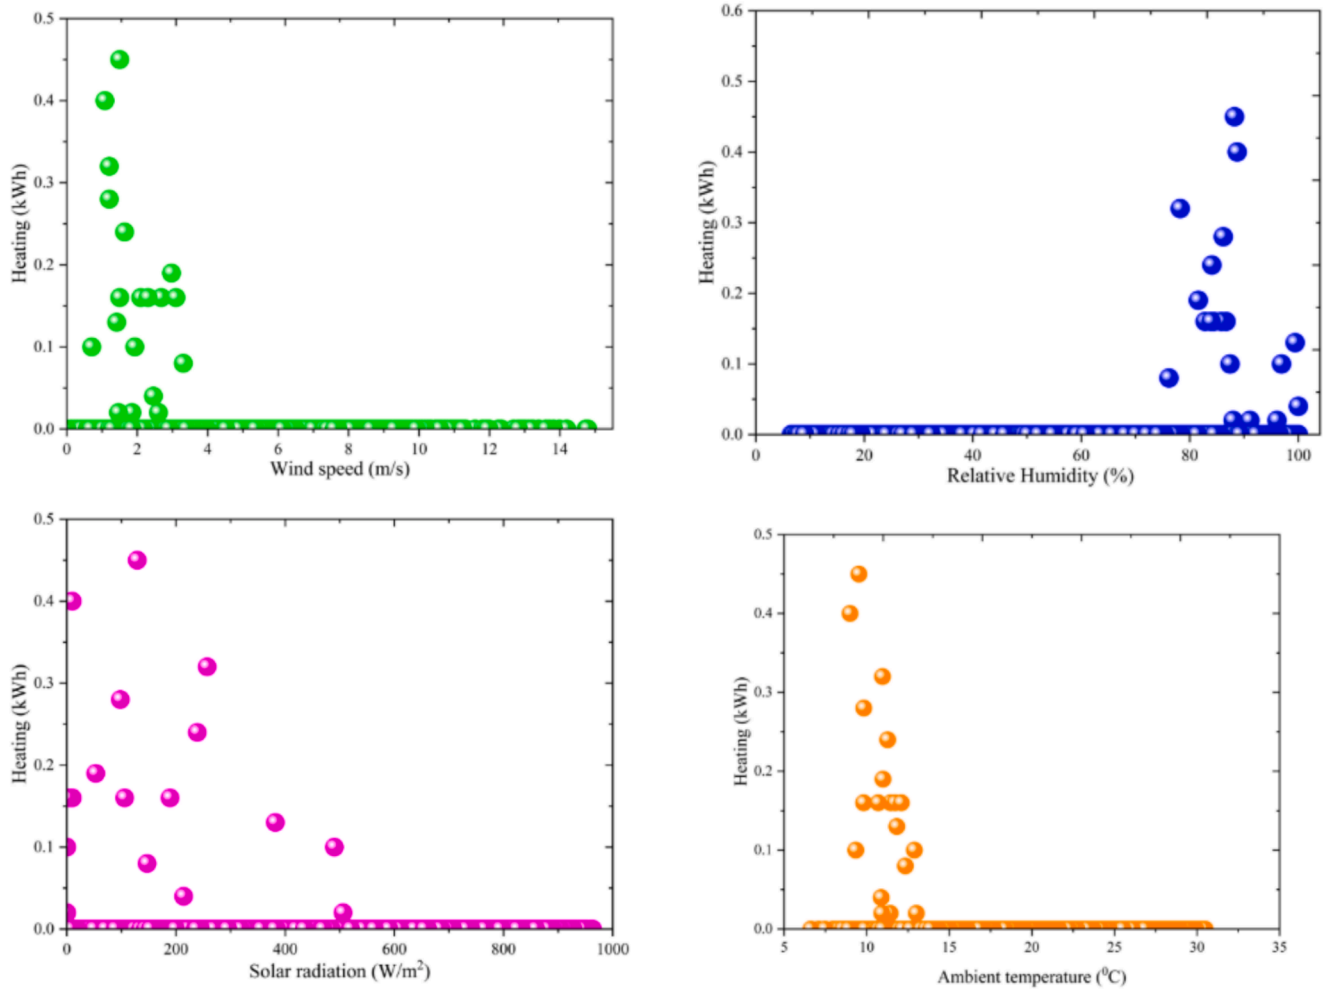 0.5
0.4
0.3
0.2
0.1
0.0
Heating (kWh)
0 2 4 6 8 10 12 14
Wind speed (m/s)
0.6
0.5
0.4
0.3
0.2
0.1
0.0
Heating (kWh)
0 20 40 60 80 100
Relative Humidity (%)
0.5
0.4
0.3
0.2
0.1
0.0
Heating (kWh)
0 200 400 600 800 1000
Solar radiation (W/m²)
0.5
0.4
0.3
0.2
0.1
0.0
Heating (kWh)
5 10 15 20 25 30 35
Ambient temperature (⁰C)